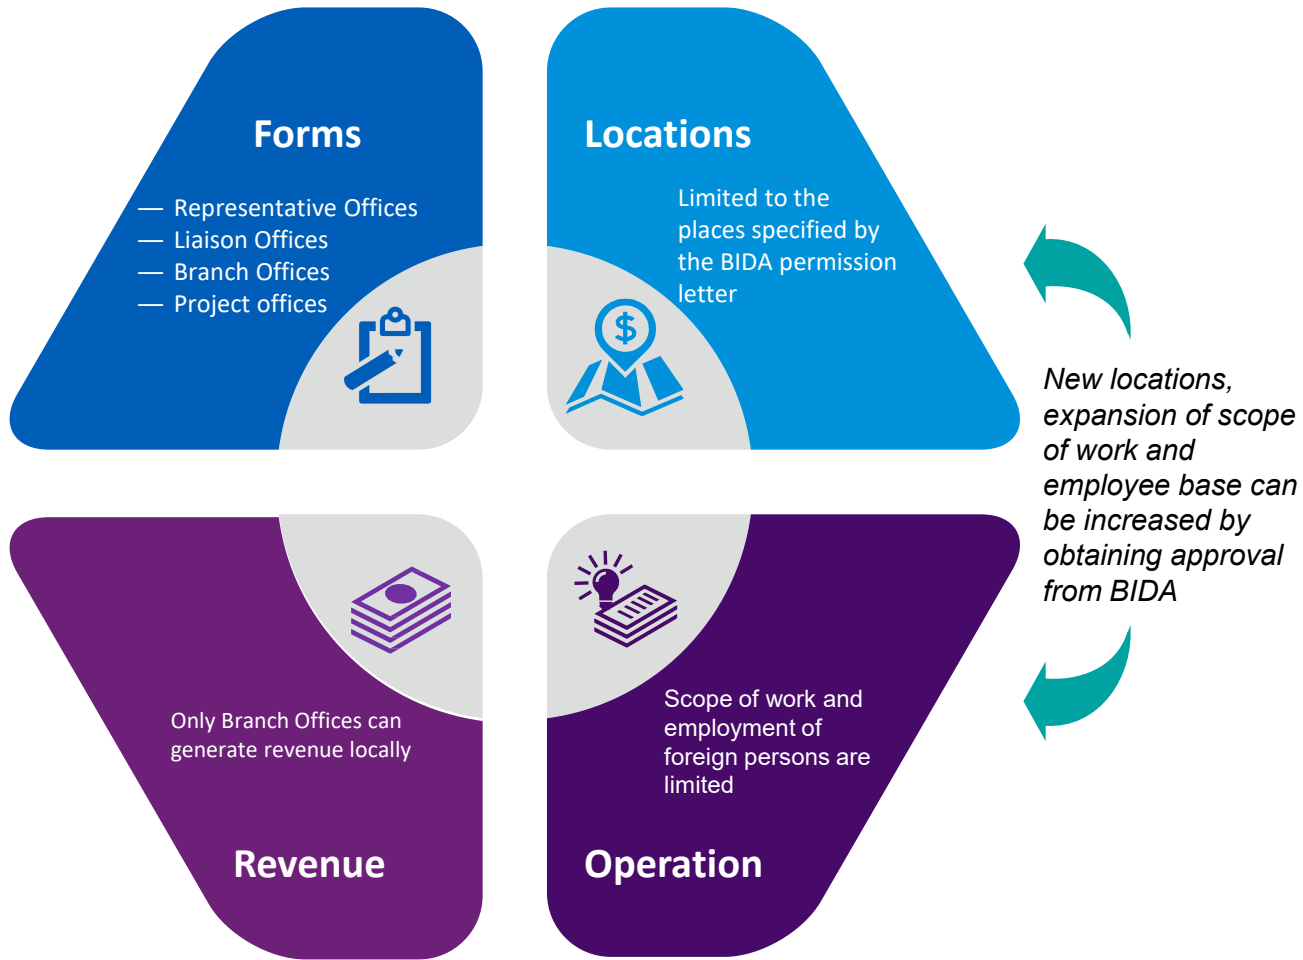 Forms
— Representative Offices
— Liaison Offices
— Branch Offices
— Project offices
Locations
Limited to the
places specified by
the BIDA permission
letter
$
New locations,
expansion of scope
of work and
employee base can
be increased by
obtaining approval
from BIDA
Only Branch Offices can
generate revenue locally
Revenue
Scope of work and
employment of
foreign persons are
limited
Operation